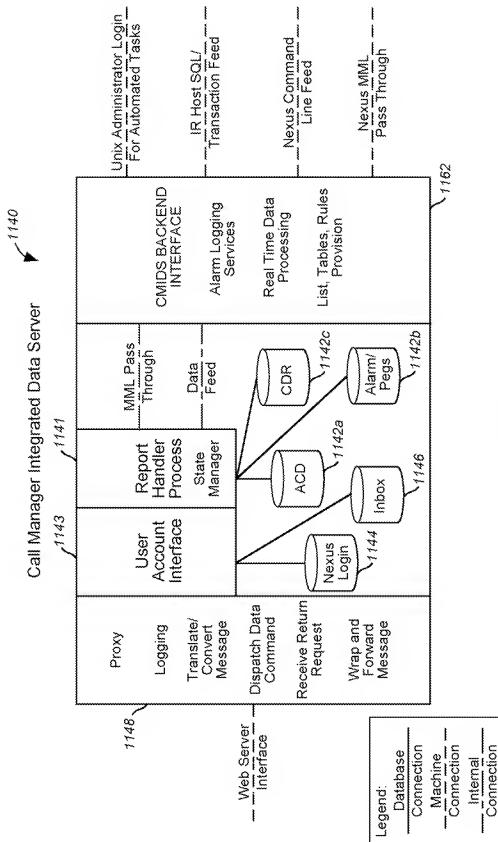 Call Manager Integrated Data Server
1140
1148
1143
1141
1162
Web Server
Interface
Proxy
Logging
Translate/
Convert
Message
Dispatch Data
Command
Receive Return
Request
Wrap and
Forward
Message
User
Account
Interface
Report
Handler
Process
State
Manager
MML Pass
Through
Data
Feed
Nexus
Login
1144
Inbox
1146
ACD
1142a
CDR
1142c
Alarm/
Pegs
1142b
CMIDS BACKEND
INTERFACE
Alarm Logging
Services
Real Time Data
Processing
List, Tables, Rules
Provision
Unix Administrator Login
For Automated Tasks
IR Host SQL/
Transaction Feed
Nexus Command
Line Feed
Nexus MML
Pass Through
Legend:
Database
Connection
Machine
Connection
Internal
Connection